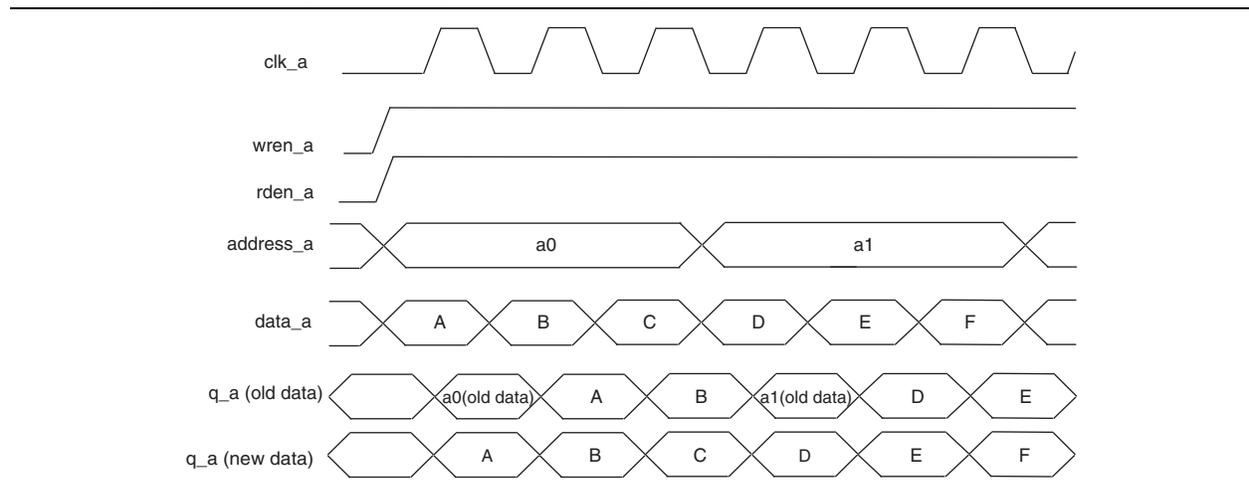 clk_a
wren_a
rden_a
address_a a0 a1
data_a A B C D E F
q_a (old data) a0(old data) A B a1(old data) D E
q_a (new data) A B C D E F